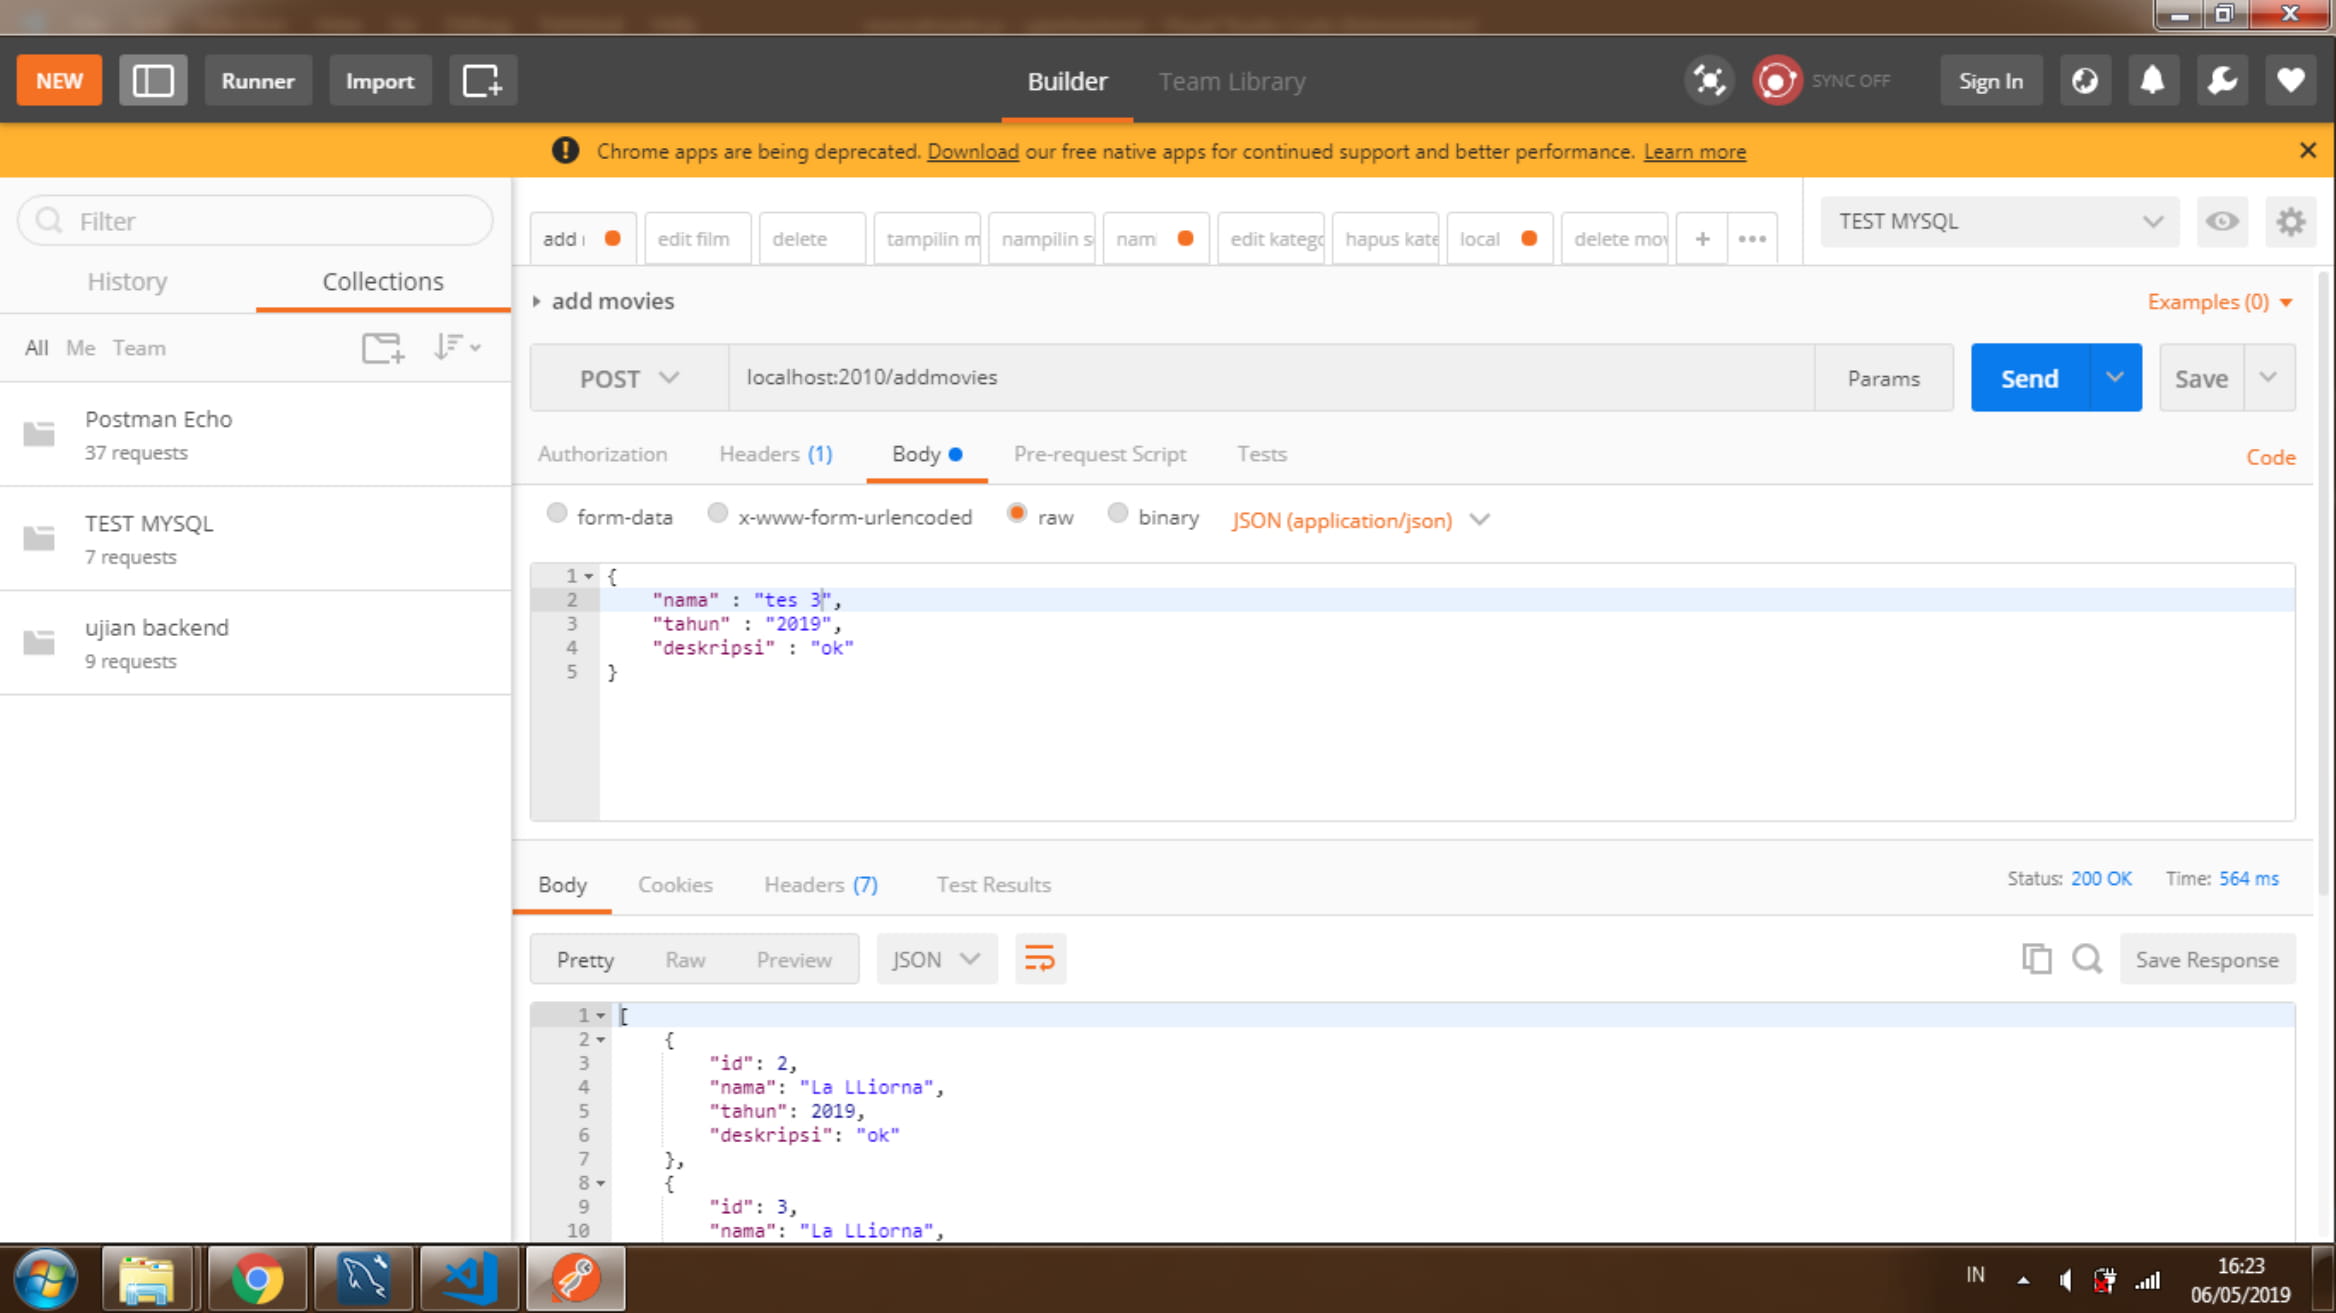 NEW Runner Import Builder Team Library SYNC OFF Sign In
Chrome apps are being deprecated. Download our free native apps for continued support and better performance. Learn more
Filter
History Collections
All Me Team
Postman Echo
37 requests
TEST MYSQL
7 requests
ujian backend
9 requests
add edit film delete tampilin m nampilin s nami edit katego hapus kate local delete mov + •••
TEST MYSQL
add movies
Examples (0)
POST localhost:2010/addmovies Params Send Save
Authorization Headers (1) Body Pre-request Script Tests Code
form-data x-www-form-urlencoded raw binary JSON (application/json)
1 {
2 "nama" : "tes 3",
3 "tahun" : "2019",
4 "deskripsi" : "ok"
5 }
Body Cookies Headers (7) Test Results Status: 200 OK Time: 564 ms
Pretty Raw Preview JSON Save Response
1 [
2 {
3 "id": 2,
4 "nama": "La LLiorna",
5 "tahun": 2019,
6 "deskripsi": "ok"
7 },
8 {
9 "id": 3,
10 "nama": "La LLiorna",
IN 16:23
06/05/2019